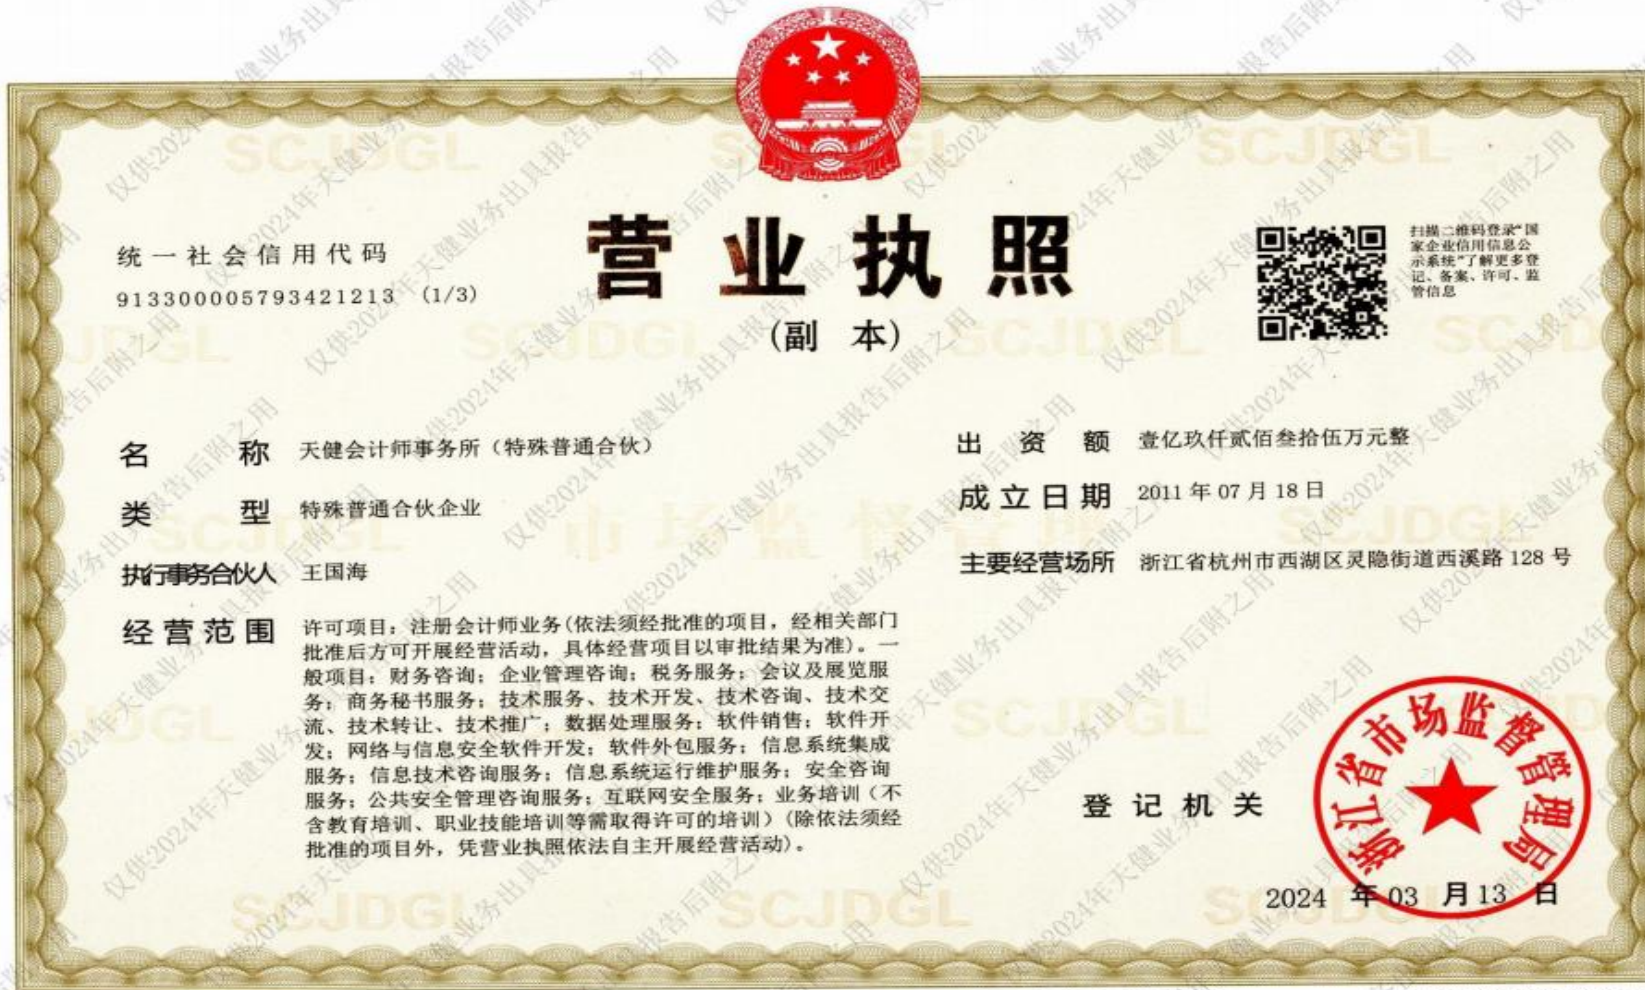 营业执照
(副 本)
统一社会信用代码
913300005793421213 (1/3)
扫描二维码登录“国
家企业信用信息公
示系统”了解更多登
记、备案、许可、监
管信息
名称 天健会计师事务所（特殊普通合伙）
类型 特殊普通合伙企业
执行事务合伙人 王国海
经营范围 许可项目：注册会计师业务(依法须经批准的项目，经相关部门
批准后方可开展经营活动，具体经营项目以审批结果为准)。一
般项目：财务咨询；企业管理咨询；税务服务；会议及展览服
务；商务秘书服务；技术服务、技术开发、技术咨询、技术交
流、技术转让、技术推广；数据处理服务；软件销售；软件开
发；网络与信息安全软件开发；软件外包服务；信息系统集成
服务；信息技术咨询服务；信息系统运行维护服务；安全咨询
服务；公共安全管理咨询服务；互联网安全服务；业务培训（不
含教育培训、职业技能培训等需取得许可的培训）(除依法须经
批准的项目外，凭营业执照依法自主开展经营活动)。
出资额 壹亿玖仟贰佰叁拾伍万元整
成立日期 2011 年 07 月 18 日
主要经营场所 浙江省杭州市西湖区灵隐街道西溪路 128 号
登记机关
浙江省市场监督管理局
2024 年 03 月 13 日
仅供2024年天健业务出具报告后附之用
SCJDGL
市场监督管理